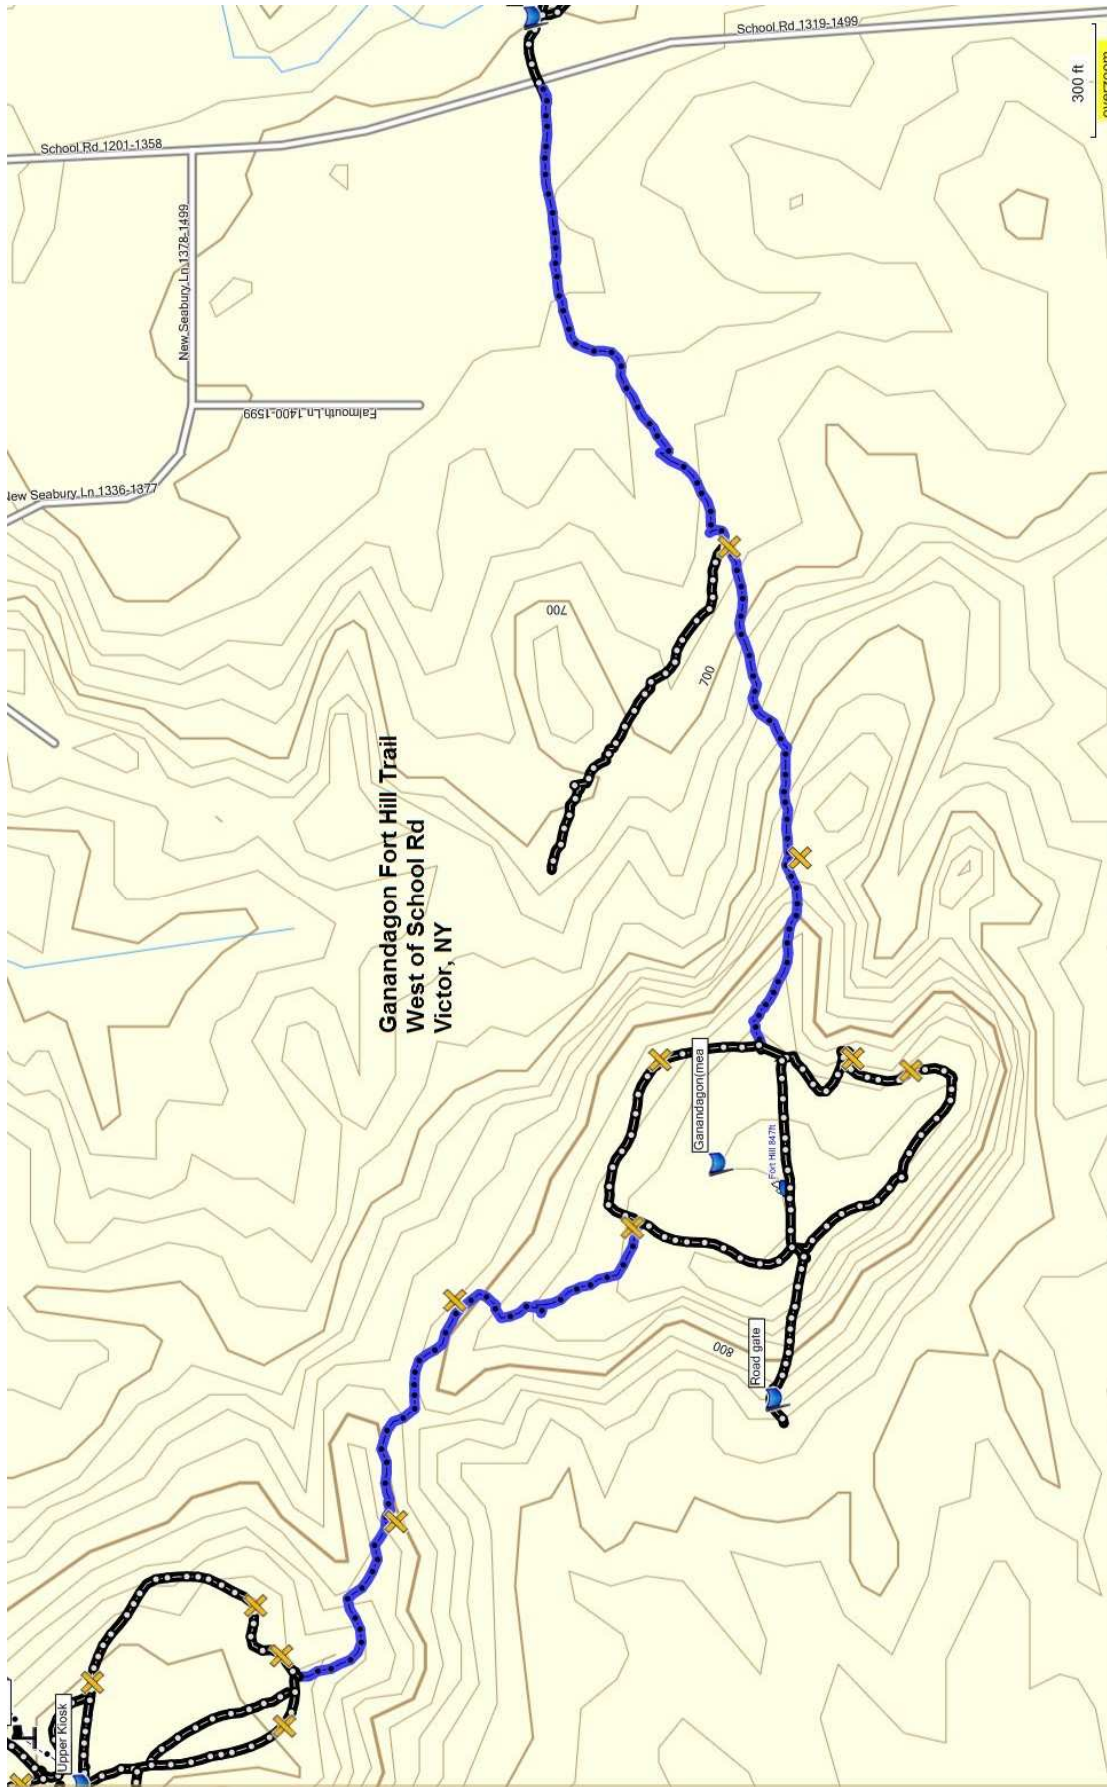 School Rd 1319-1499
300 ft
overzoom
School Rd 1201-1358
New Seabury Ln 1378-1499
Falmouth Ln 1400-1599
New Seabury Ln 1336-1377
700
700
Ganandagon Fort Hill Trail
West of School Rd
Victor, NY
Ganandagon(mea
Fort Hill 847ft
800
Road gate
Upper Kiosk